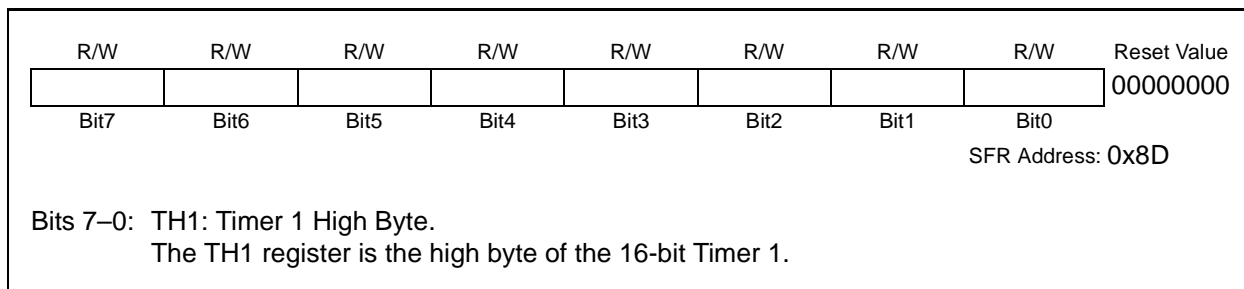 R/W R/W R/W R/W R/W R/W R/W R/W Reset Value
00000000
Bit7 Bit6 Bit5 Bit4 Bit3 Bit2 Bit1 Bit0
SFR Address: 0x8D
Bits 7–0: TH1: Timer 1 High Byte.
The TH1 register is the high byte of the 16-bit Timer 1.